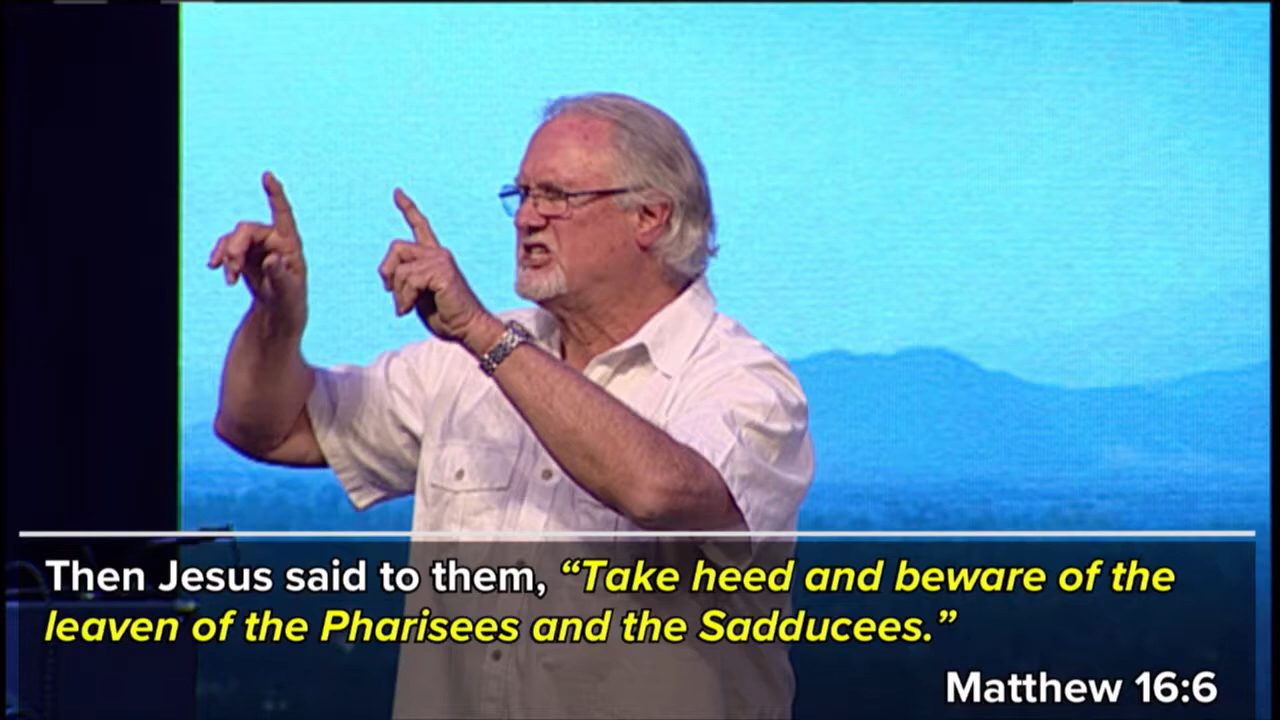 Then Jesus said to them, “Take heed and beware of the
leaven of the Pharisees and the Sadducees.”
Matthew 16:6